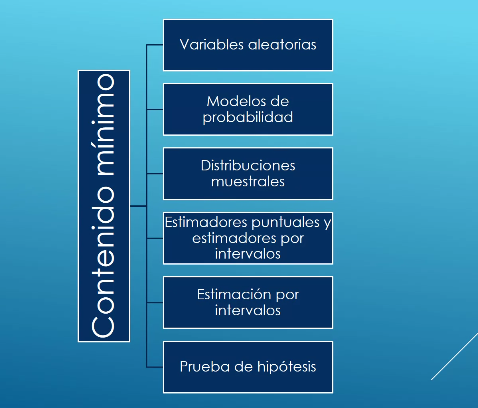 Contenido mínimo
Variables aleatorias
Modelos de
probabilidad
Distribuciones
muestrales
Estimadores puntuales y
estimadores por
intervalos
Estimación por
intervalos
Prueba de hipótesis